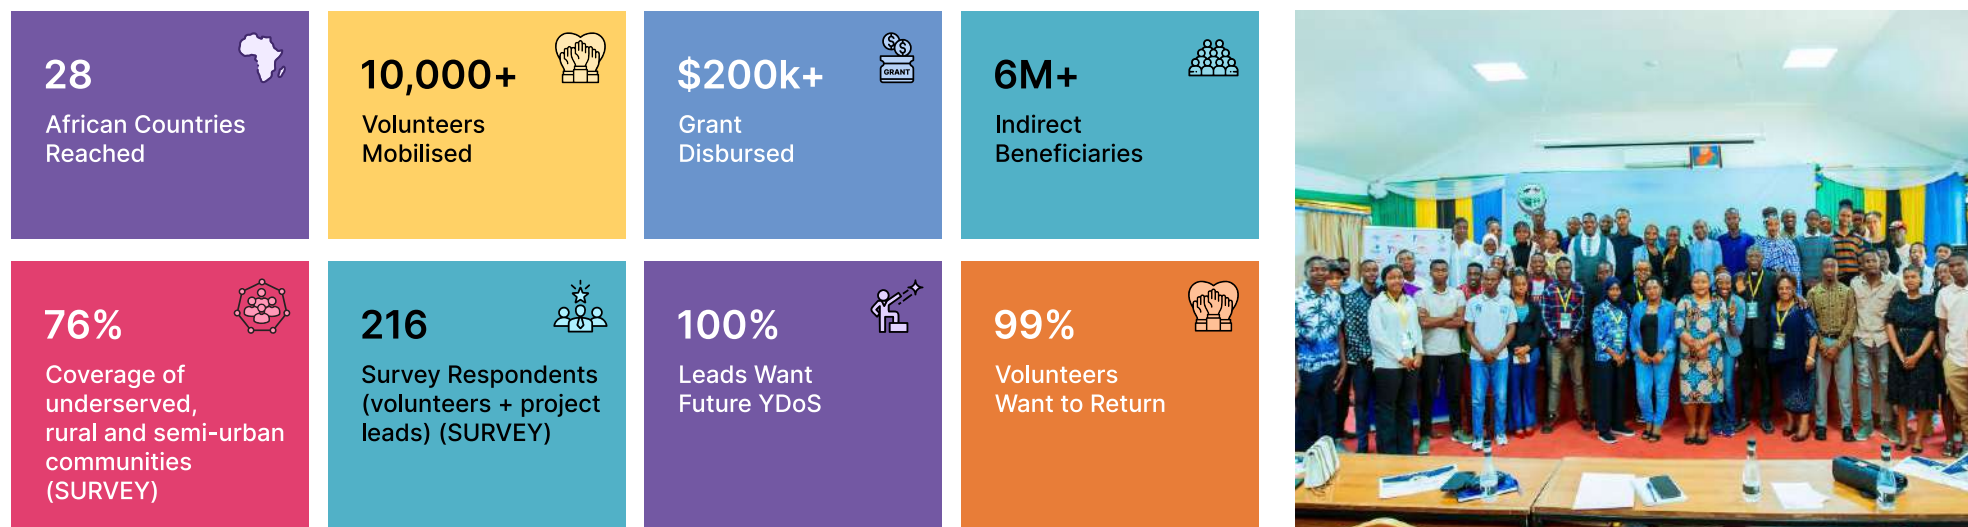 28
African Countries
Reached
10,000+
Volunteers
Mobilised
$200k+
GRANT
Grant
Disbursed
6M+
Indirect
Beneficiaries
76%
Coverage of
underserved,
rural and semi-urban
communities
(SURVEY)
216
Survey Respondents
(volunteers + project
leads) (SURVEY)
100%
Leads Want
Future YDoS
99%
Volunteers
Want to Return